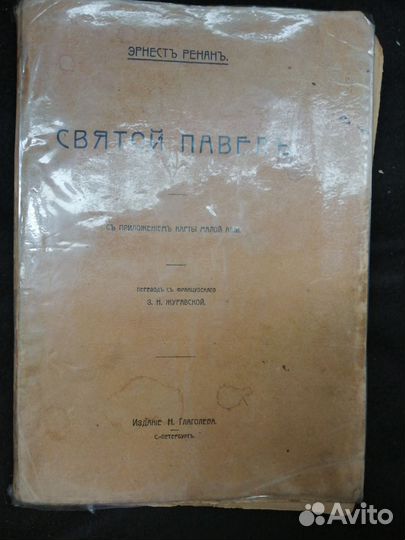 ЭРНЕСТЪ РЕНАНЪ.
СВЯТОЙ ПАВЕЛЪ
СЪ ПРИЛОЖЕНІЕМЪ КАРТЫ МАЛОЙ АЗІИ.
ПЕРЕВОДЪ СЪ ФРАНЦУЗСКАГО
З. Н. ЖУРАВСКОЙ.
ИЗДАНІЕ Н. ГЛАГОЛЕВА.
С.-ПЕТЕРБУРГЪ.
Avito